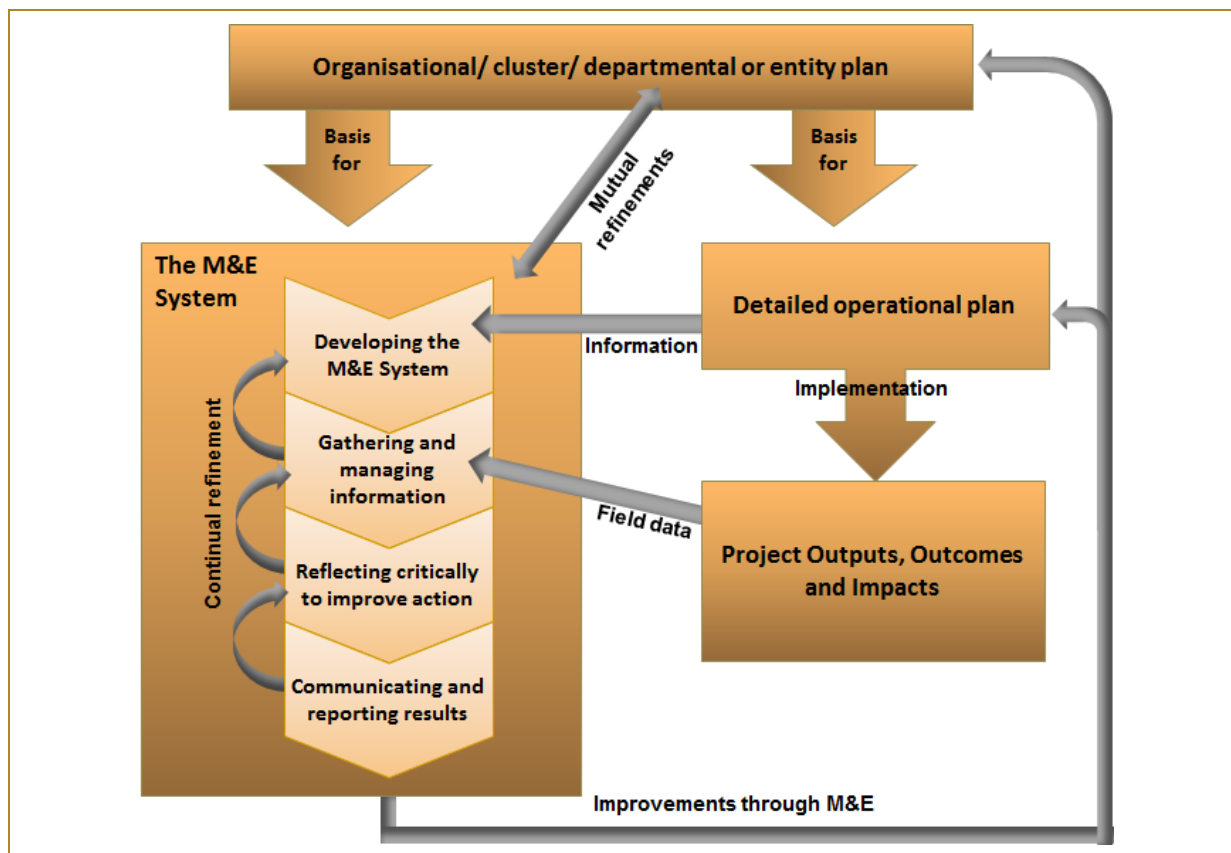 Organisational/ cluster/ departmental or entity plan
Basis
for
Basis
for
Mutual
refinements
The M&E
System
Developing the
M&E System
Gathering and
managing
information
Reflecting critically
to improve action
Communicating and
reporting results
Continual refinement
Information
Field data
Detailed operational plan
Implementation
Project Outputs, Outcomes
and Impacts
Improvements through M&E